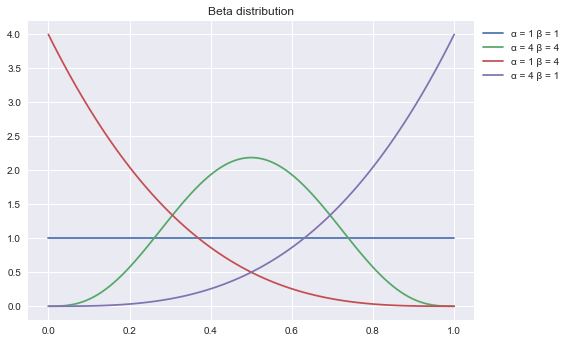 Beta distribution
α = 1 β = 1
α = 4 β = 4
α = 1 β = 4
α = 4 β = 1
4.0
3.5
3.0
2.5
2.0
1.5
1.0
0.5
0.0
0.0 0.2 0.4 0.6 0.8 1.0